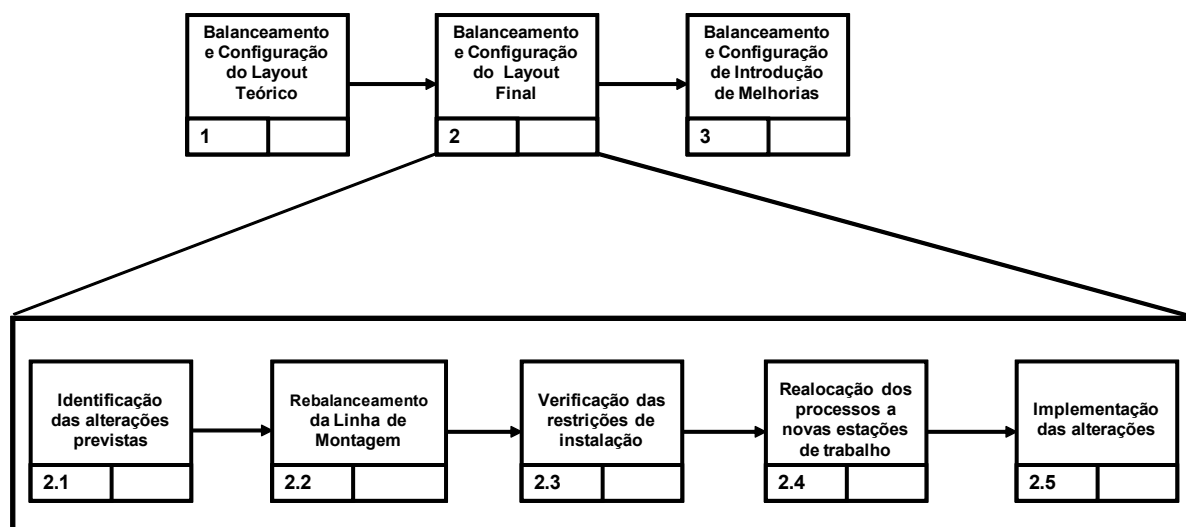 Balanceamento
e Configuração
do Layout
Teórico
1
Balanceamento
e Configuração
do Layout
Final
2
Balanceamento
e Configuração
de Introdução
de Melhorias
3
Identificação
das alterações
previstas
2.1
Rebalanceamento
da Linha de
Montagem
2.2
Verificação das
restrições de
instalação
2.3
Realocação dos
processos a
novas estações
de trabalho
2.4
Implementação
das alterações
2.5